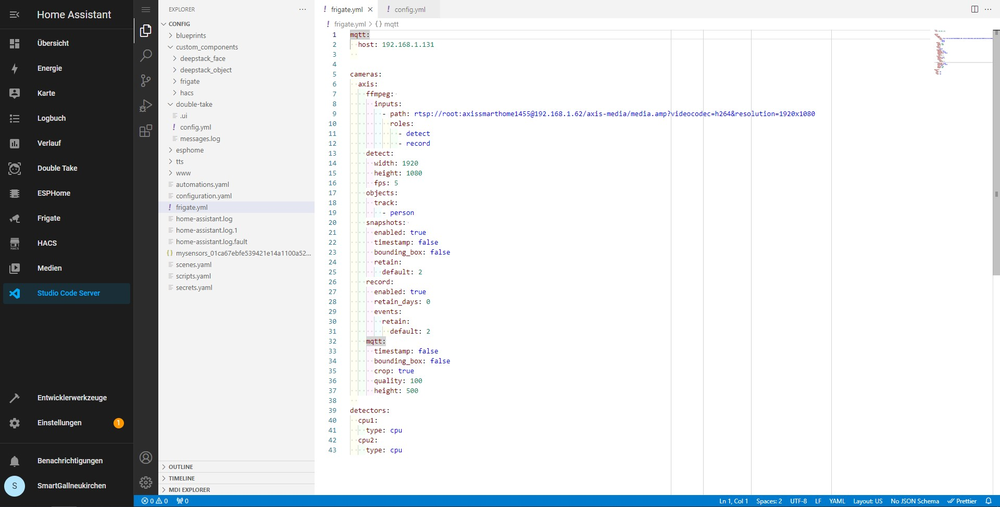 Home Assistant
Übersicht
Energie
Karte
Logbuch
Verlauf
Double Take
ESPHome
Frigate
HACS
HACS
Medien
Studio Code Server
Entwicklerwerkzeuge
Einstellungen 1
Benachrichtigungen
S SmartGallneukirchen
EXPLORER ...
CONFIG
blueprints
custom_components
deepstack_face
deepstack_object
frigate
hacs
double-take
.ui
! config.yml
messages.log
esphome
tts
www
automations.yaml
configuration.yaml
! frigate.yml
home-assistant.log
home-assistant.log.1
home-assistant.log.fault
{} mysensors_01ca67ebfe539421e14a1100a52...
scenes.yaml
scripts.yaml
secrets.yaml
OUTLINE
TIMELINE
MDI EXPLORER
! frigate.yml × ! config.yml ...
! frigate.yml > {} mqtt
1 mqtt:
2 host: 192.168.1.131
3
4
5 cameras:
6 axis:
7 ffmpeg:
8 inputs:
9 - path: rtsp://root:axissmarthome1455@192.168.1.62/axis-media/media.amp?videocodec=h264&resolution=1920x1080
10 roles:
11 - detect
12 - record
13 detect:
14 width: 1920
15 height: 1080
16 fps: 5
17 objects:
18 track:
19 - person
20 snapshots:
21 enabled: true
22 timestamp: false
23 bounding_box: false
24 retain:
25 default: 2
26 record:
27 enabled: true
28 retain_days: 0
29 events:
30 retain:
31 default: 2
32 mqtt:
33 timestamp: false
34 bounding_box: false
35 crop: true
36 quality: 100
37 height: 500
38
39 detectors:
40 cpu1:
41 type: cpu
42 cpu2:
43 type: cpu
0 0 0 Ln 1, Col 1 Spaces: 2 UTF-8 LF YAML Layout: US No JSON Schema Prettier